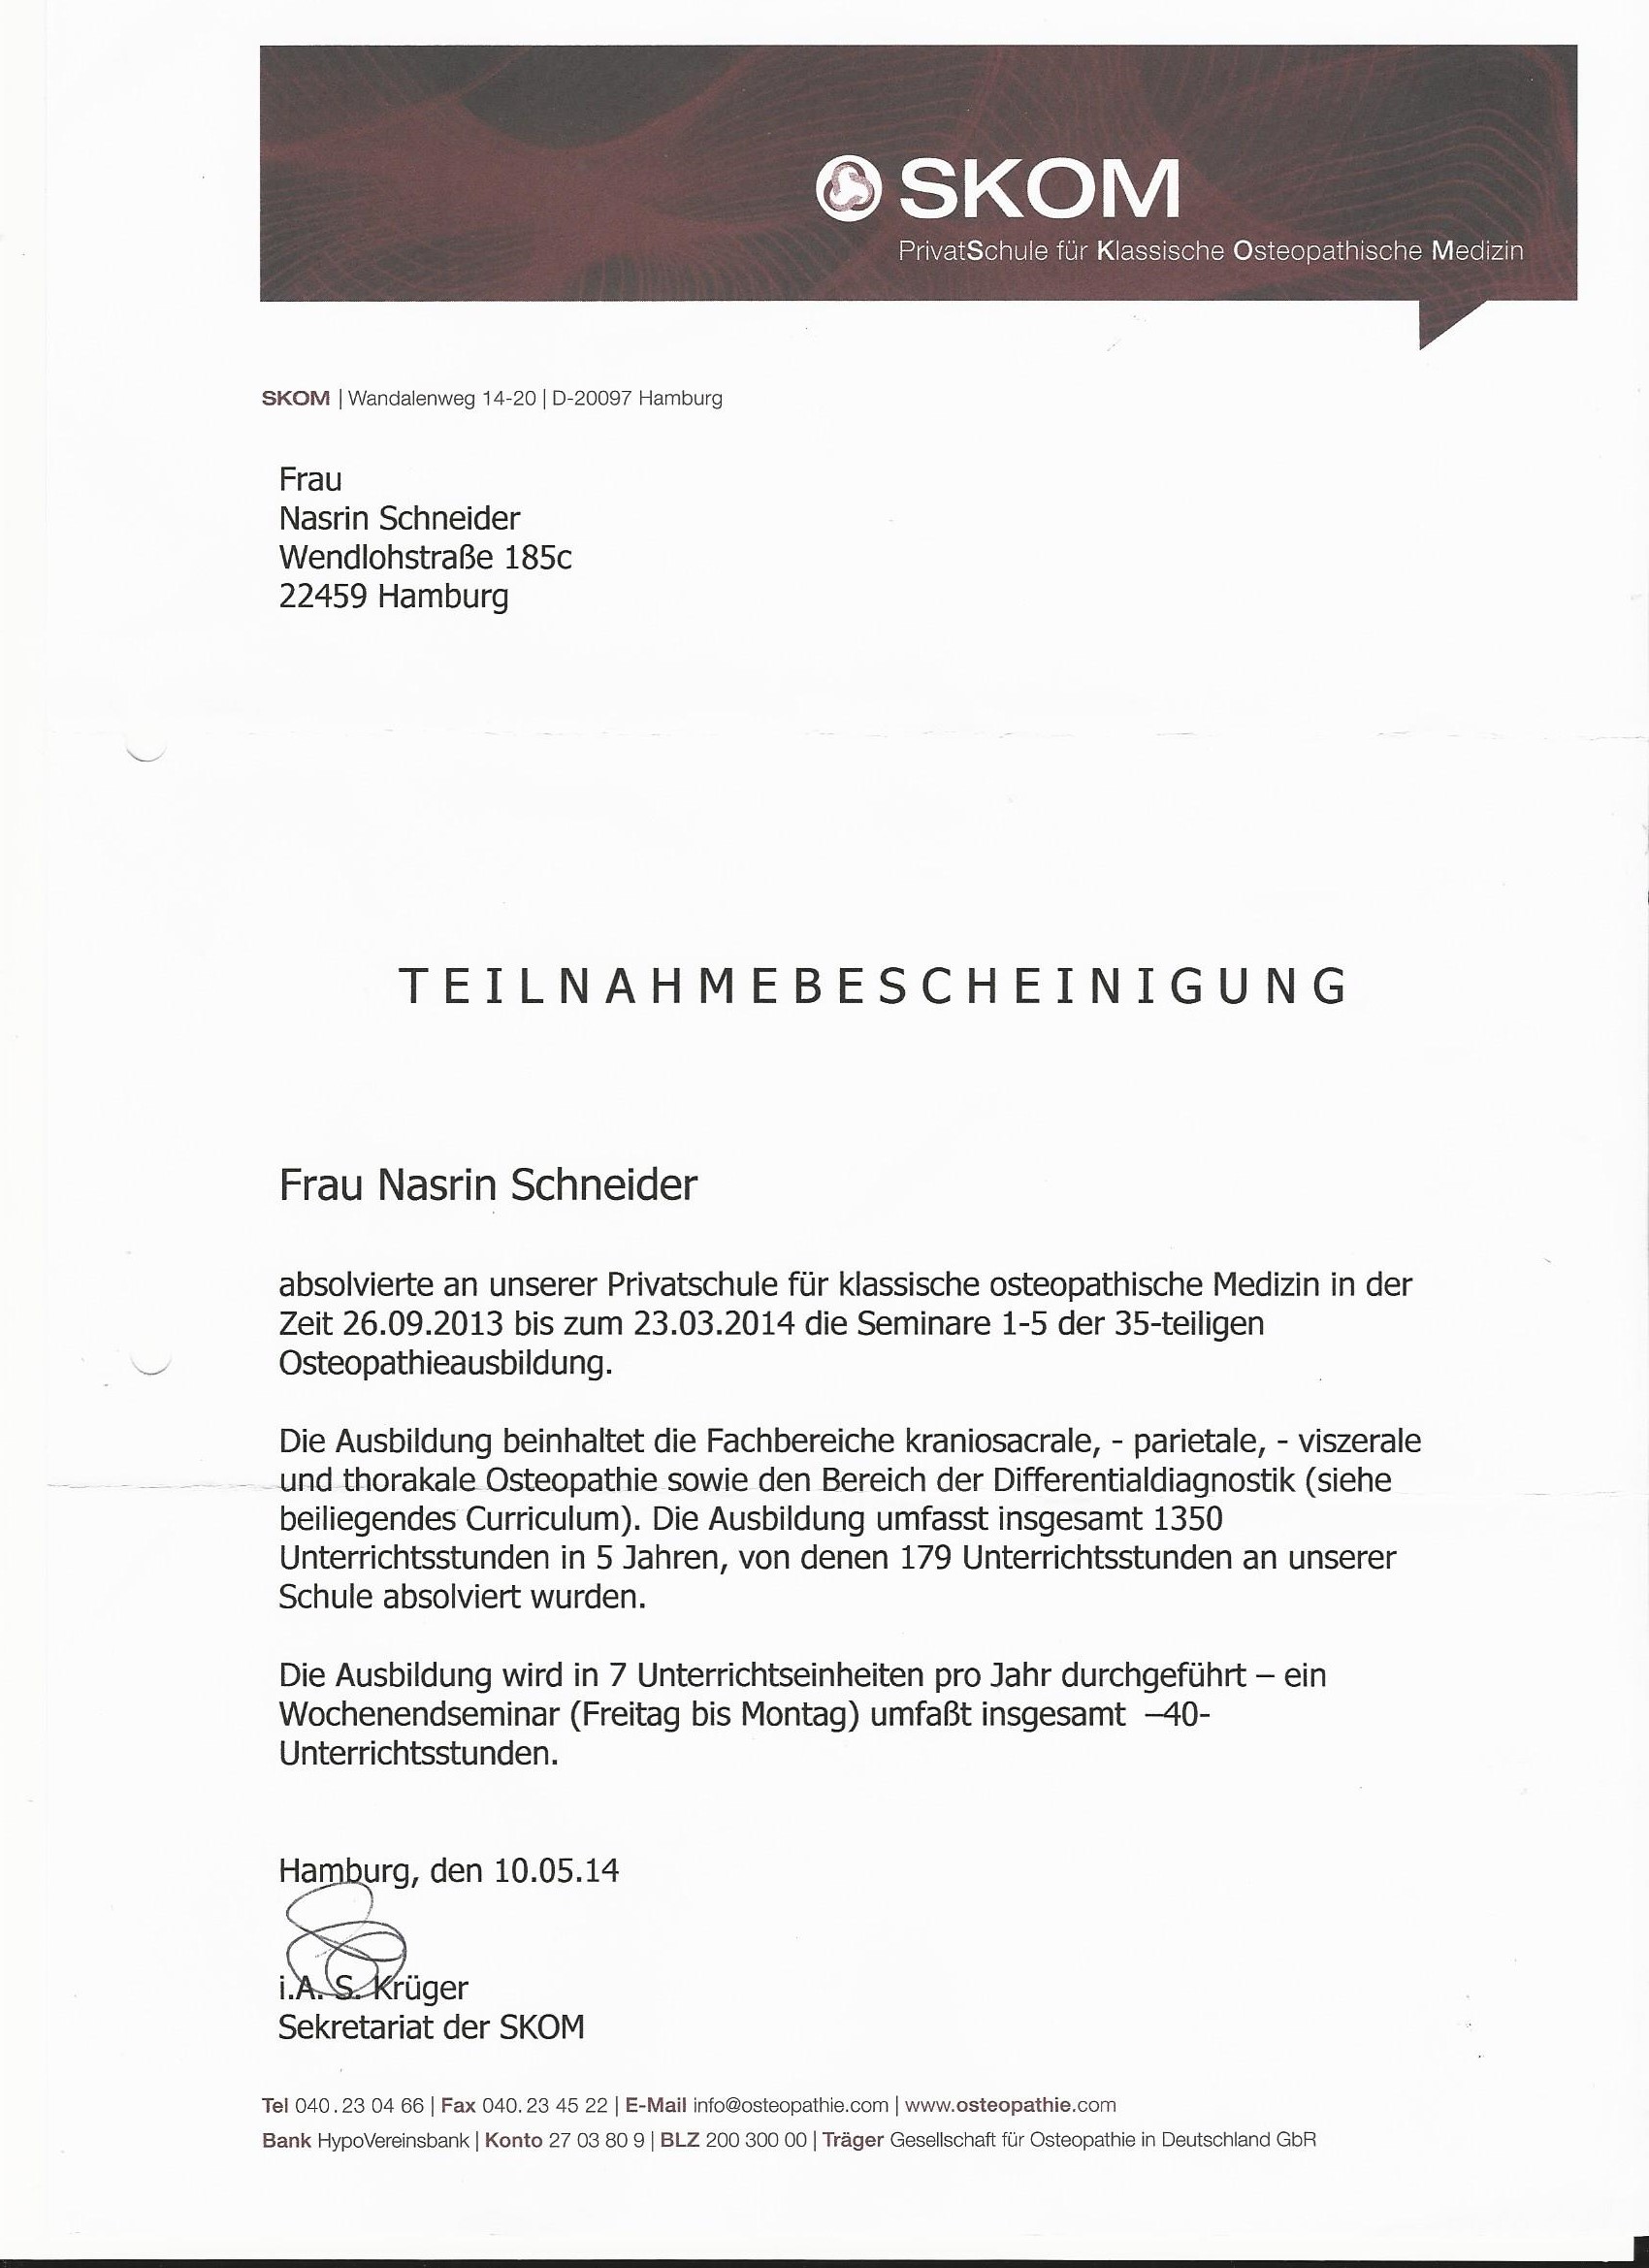 SKOM
PrivatSchule für Klassische Osteopathische Medizin
SKOM | Wandalenweg 14-20 | D-20097 Hamburg
Frau
Nasrin Schneider
Wendlohstraße 185c
22459 Hamburg
TEILNAHMEBESCHEINIGUNG
Frau Nasrin Schneider
absolvierte an unserer Privatschule für klassische osteopathische Medizin in der
Zeit 26.09.2013 bis zum 23.03.2014 die Seminare 1-5 der 35-teiligen
Osteopathieausbildung.
Die Ausbildung beinhaltet die Fachbereiche kraniosacrale, - parietale, - viszerale
und thorakale Osteopathie sowie den Bereich der Differentialdiagnostik (siehe
beiliegendes Curriculum). Die Ausbildung umfasst insgesamt 1350
Unterrichtsstunden in 5 Jahren, von denen 179 Unterrichtsstunden an unserer
Schule absolviert wurden.
Die Ausbildung wird in 7 Unterrichtseinheiten pro Jahr durchgeführt – ein
Wochenendseminar (Freitag bis Montag) umfaßt insgesamt –40-
Unterrichtsstunden.
Hamburg, den 10.05.14
i.A. S. Krüger
Sekretariat der SKOM
Tel 040. 23 04 66 | Fax 040. 23 45 22 | E-Mail info@osteopathie.com | www.osteopathie.com
Bank HypoVereinsbank | Konto 27 03 80 9 | BLZ 200 300 00 | Träger Gesellschaft für Osteopathie in Deutschland GbR